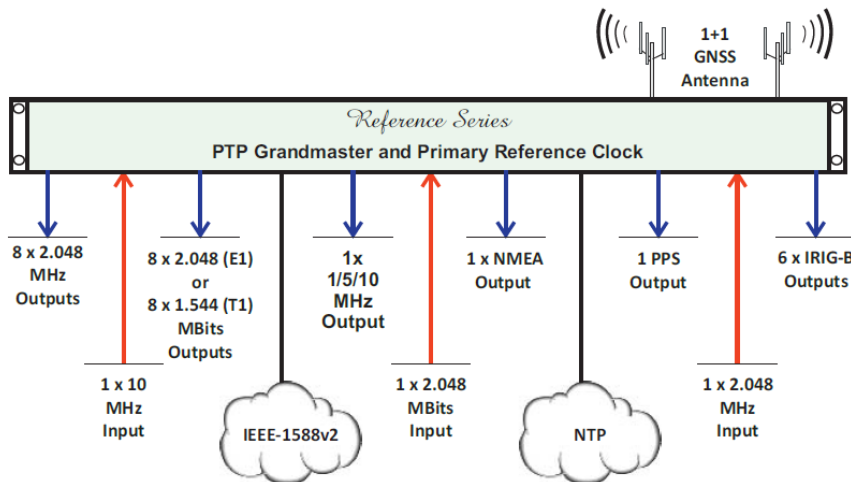 1+1
GNSS
Antenna
Reference Series
PTP Grandmaster and Primary Reference Clock
8 x 2.048
MHz
Outputs
8 x 2.048 (E1)
or
8 x 1.544 (T1)
MBits
Outputs
1x
1/5/10
MHz
Output
1 x NMEA
Output
1 PPS
Output
6 x IRIG-B
Outputs
1 x 10
MHz
Input
IEEE-1588v2
1 x 2.048
MBits
Input
NTP
1 x 2.048
MHz
Input